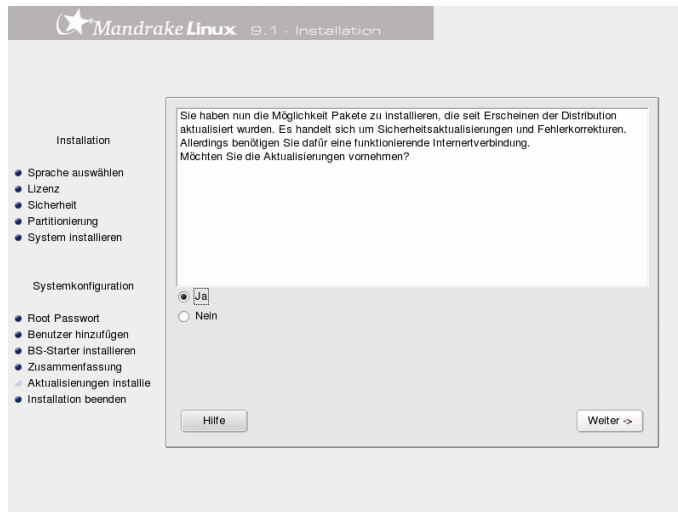 Mandrake Linux 9.1 - Installation
Installation
Sprache auswählen
Lizenz
Sicherheit
Partitionierung
System installieren
Systemkonfiguration
Root Passwort
Benutzer hinzufügen
BS-Starter installieren
Zusammenfassung
Aktualisierungen installie
Installation beenden
Sie haben nun die Möglichkeit Pakete zu installieren, die seit Erscheinen der Distribution
aktualisiert wurden. Es handelt sich um Sicherheitsaktualisierungen und Fehlerkorrekturen.
Allerdings benötigen Sie dafür eine funktionierende Internertverbindung.
Möchten Sie die Aktualisierungen vornehmen?
Ja
Nein
Hilfe
Weiter ->